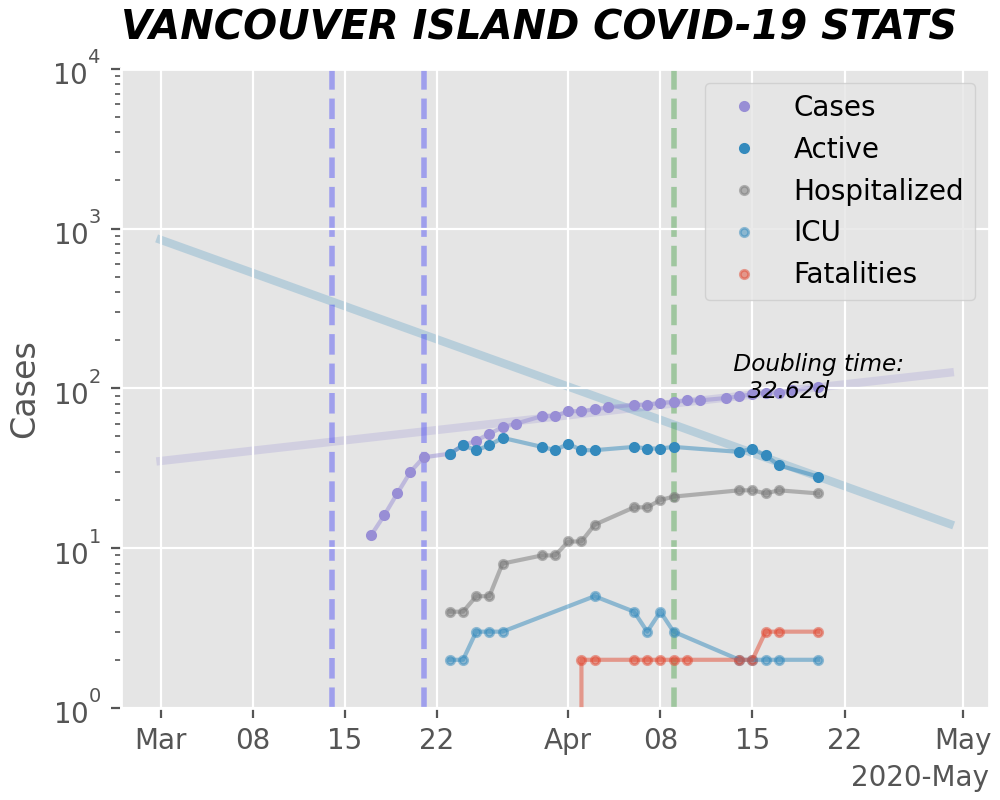 VANCOUVER ISLAND COVID-19 STATS
10^4
10^3
10^2
10^1
10^0
Cases
Cases
Active
Hospitalized
ICU
Fatalities
Doubling time:
32.62d
Mar 08 15 22 Apr 08 15 22 May
2020-May